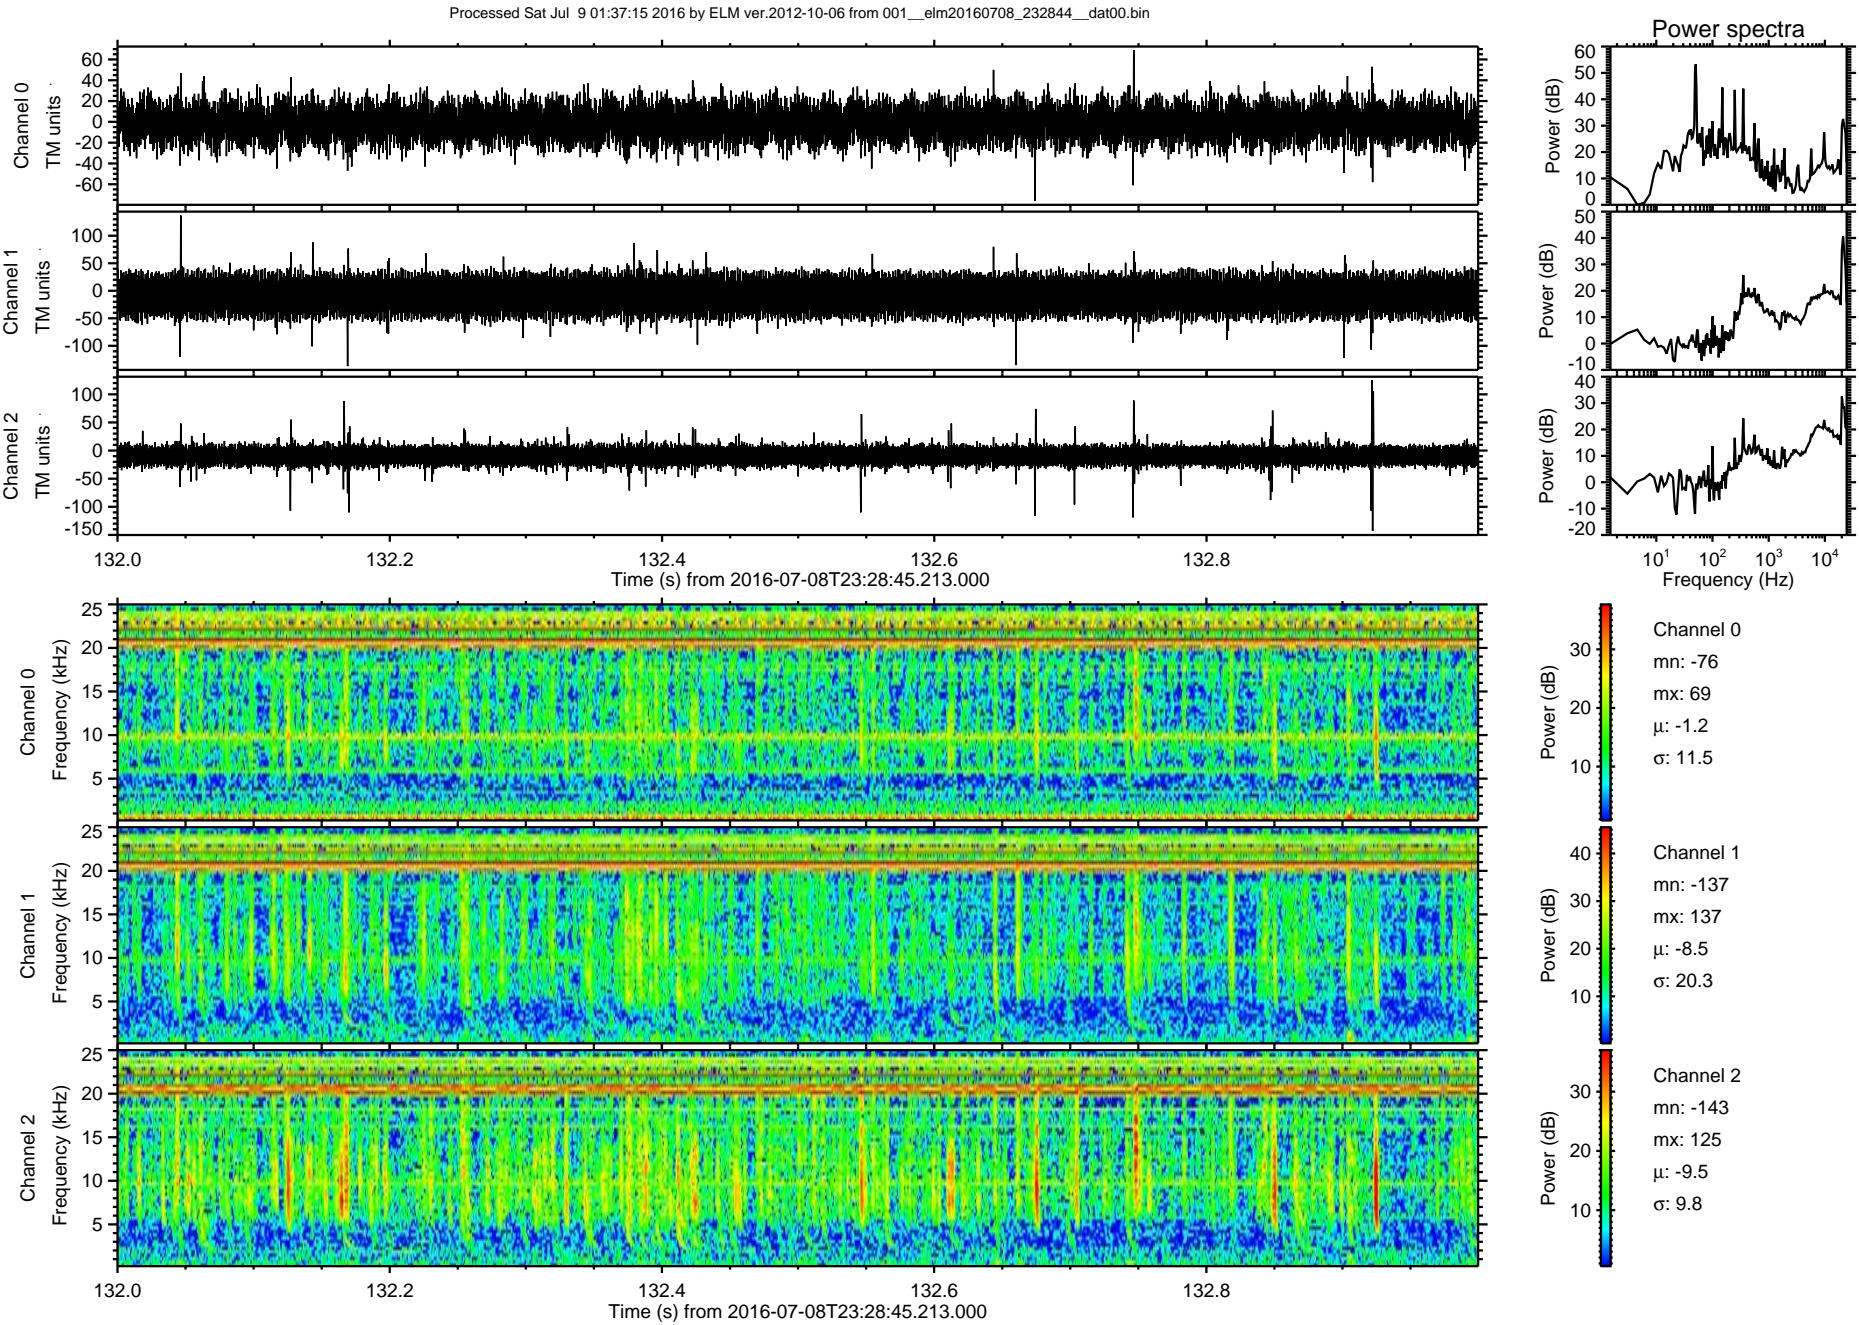 Processed Sat Jul  9 01:37:15 2016 by ELM ver.2012-10-06 from 001__elm20160708_232844__dat00.bin
Power spectra
Channel 0
TM units
60
40
20
0
-20
-40
-60
Power (dB)
60
50
40
30
20
10
0
Channel 1
TM units
100
50
0
-50
-100
Power (dB)
50
40
30
20
10
0
-10
Channel 2
TM units
100
50
0
-50
-100
-150
Power (dB)
40
30
20
10
0
-10
-20
132.0 132.2 132.4 132.6 132.8
Time (s) from 2016-07-08T23:28:45.213.000
10^1 10^2 10^3 10^4
Frequency (Hz)
Channel 0
Frequency (kHz)
25
20
15
10
5
Power (dB)
30
20
10
Channel 0
mn: -76
mx: 69
μ: -1.2
σ: 11.5
Channel 1
Frequency (kHz)
25
20
15
10
5
Power (dB)
40
30
20
10
Channel 1
mn: -137
mx: 137
μ: -8.5
σ: 20.3
Channel 2
Frequency (kHz)
25
20
15
10
5
Power (dB)
30
20
10
Channel 2
mn: -143
mx: 125
μ: -9.5
σ: 9.8
132.0 132.2 132.4 132.6 132.8
Time (s) from 2016-07-08T23:28:45.213.000